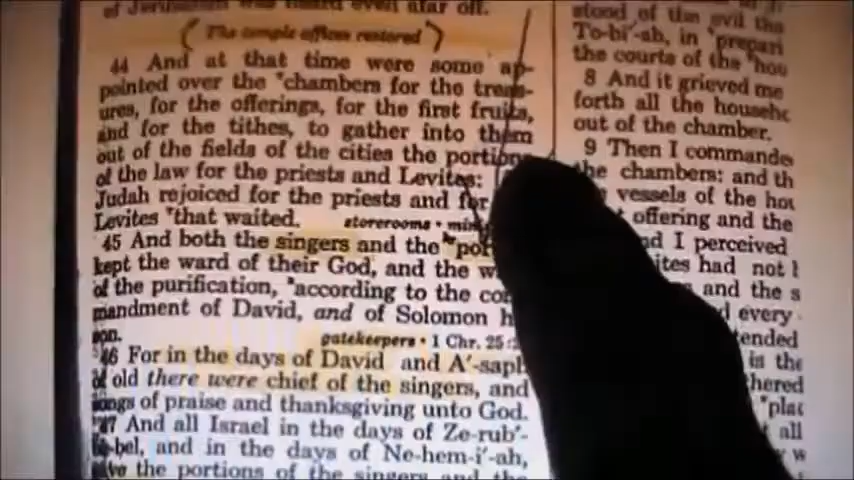 of Jerusalem was heard even afar off.
(The temple offices restored)
44 And at that time were some ap-
pointed over the °chambers for the treas-
ures, for the offerings, for the first fruits,
and for the tithes, to gather into them
out of the fields of the cities the portions
of the law for the priests and Levites:
Judah rejoiced for the priests and for
Levites °that waited. storerooms •
45 And both the singers and the
kept the ward of their God, and the
of the purification, °according to the
mandment of David, and of Solomon
son.
gatekeepers • 1 Chr. 25:
46 For in the days of David and A′-saph
of old there were chief of the singers, and
songs of praise and thanksgiving unto God.
47 And all Israel in the days of Ze-rub′-
ba-bel, and in the days of Ne-hem-i′-ah,
the portions of the singers and the
stood of the evil tha
To-bi′-ah, in °prepari
the courts of the °hou
8 And it grieved me
forth all the househo
out of the chamber.
9 Then I commande
the chambers: and th
vessels of the hou
offering and the
I perceived
had not
and the s
every
is the
all